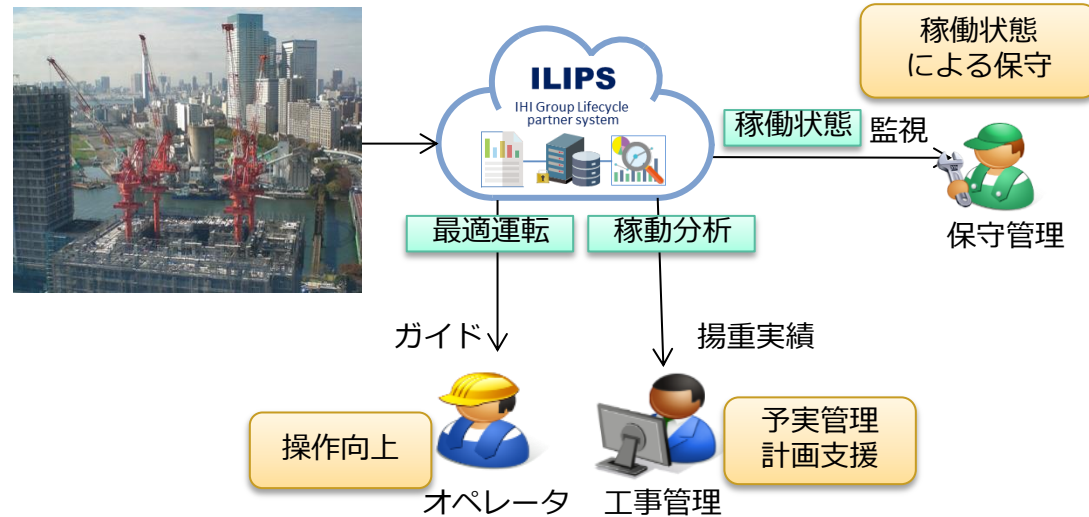 ILIPS
IHI Group Lifecycle
partner system
稼働状態
による保守
稼働状態
監視
保守管理
最適運転
稼動分析
ガイド
揚重実績
操作向上
予実管理
計画支援
オペレータ
工事管理